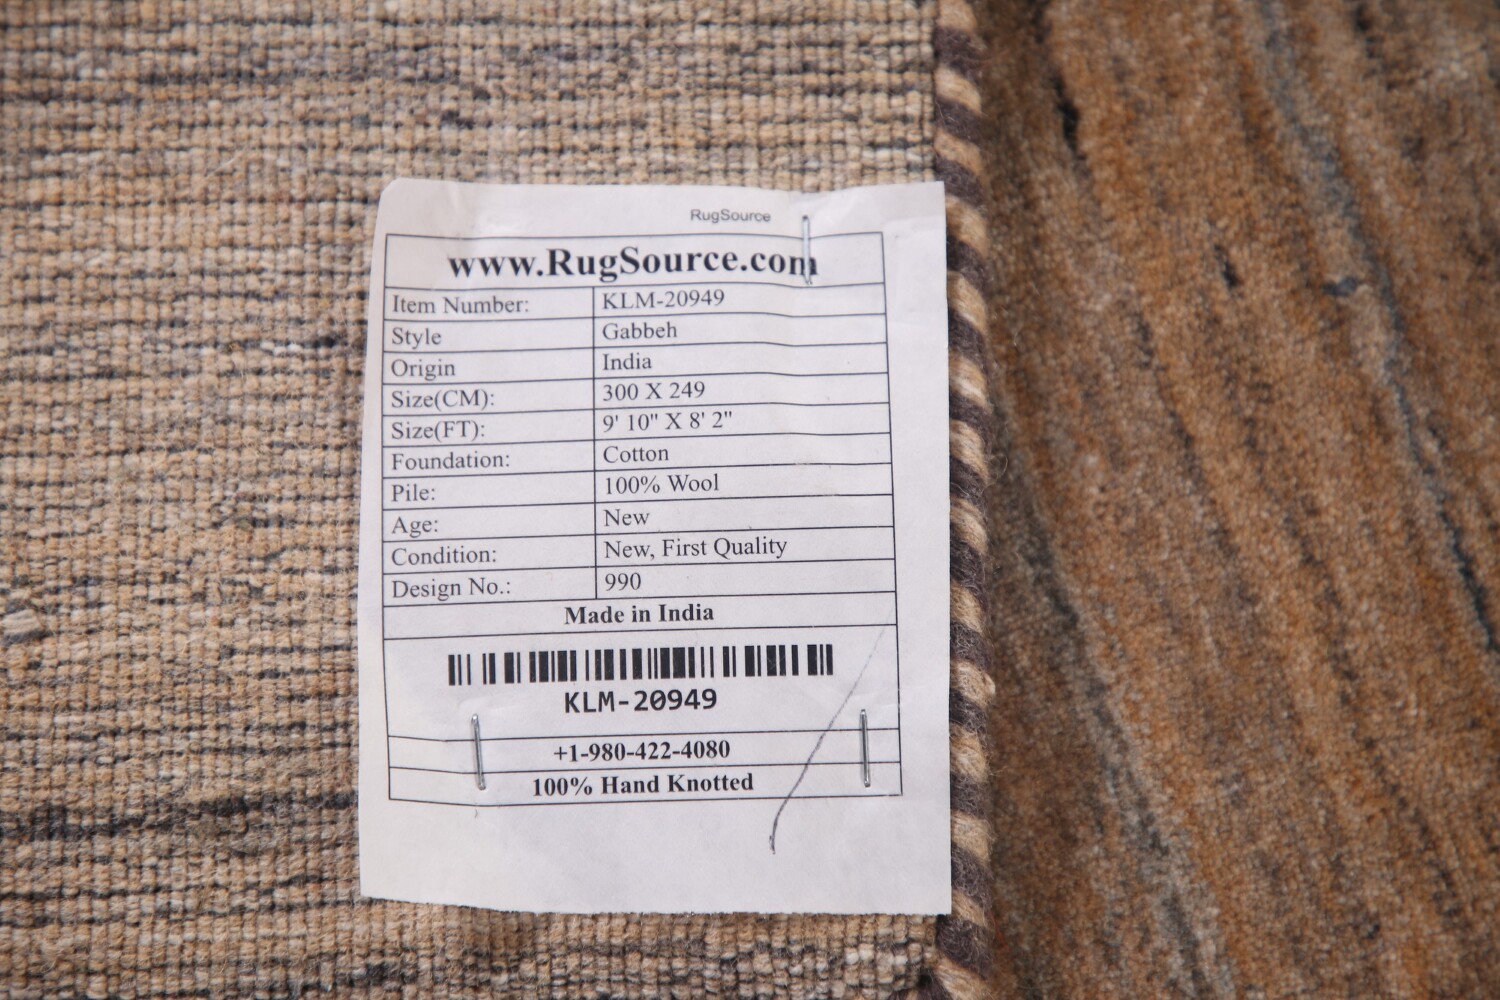 RugSource
www.RugSource.com
Item Number: KLM-20949
Style Gabbeh
Origin India
Size(CM): 300 X 249
Size(FT): 9' 10" X 8' 2"
Foundation: Cotton
Pile: 100% Wool
Age: New
Condition: New, First Quality
Design No.: 990
Made in India
KLM-20949
+1-980-422-4080
100% Hand Knotted